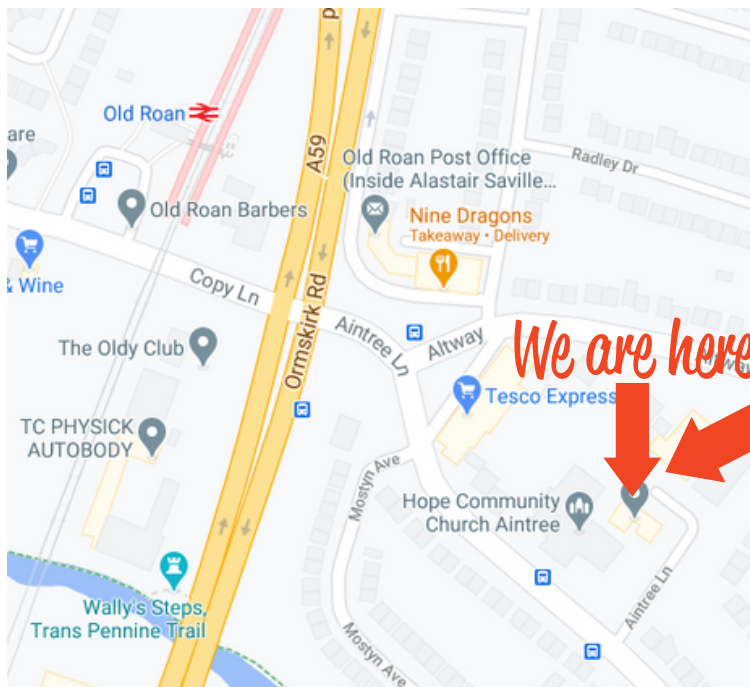 Old Roan
are
A59
Old Roan Post Office
(Inside Alastair Saville...
Radley Dr
Old Roan Barbers
Nine Dragons
Takeaway • Delivery
& Wine
Copy Ln
Ormskirk Rd
Aintree Ln
Altway
We are here
Altway
The Oldy Club
Tesco Express
TC PHYSICK
AUTOBODY
Mostyn Ave
Hope Community
Church Aintree
Aintree Ln
Wally's Steps,
Trans Pennine Trail
Mostyn Ave